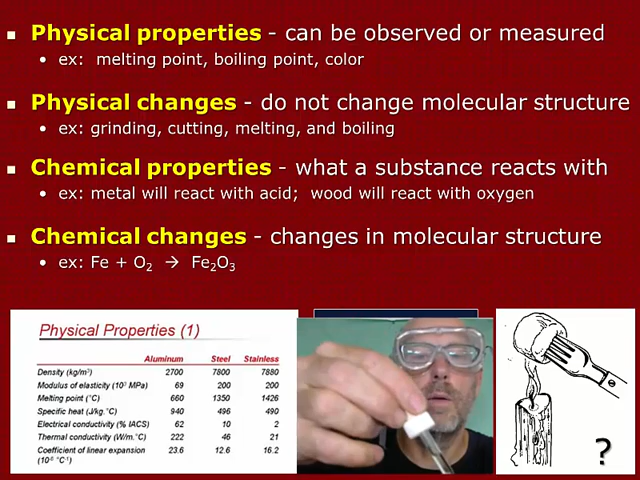 Physical properties - can be observed or measured
ex: melting point, boiling point, color
Physical changes - do not change molecular structure
ex: grinding, cutting, melting, and boiling
Chemical properties - what a substance reacts with
ex: metal will react with acid; wood will react with oxygen
Chemical changes - changes in molecular structure
ex: Fe + O₂ → Fe₂O₃
Physical Properties (1)
Aluminum Steel Stainless
Density (kg/m³) 2700 7800 7880
Modulus of elasticity (10³ MPa) 69 200 200
Melting point (°C) 660 1350 1426
Specific heat (J/kg.°C) 940 496 490
Electrical conductivity (% IACS) 62 10 2
Thermal conductivity (W/m.°C) 222 46 21
Coefficient of linear expansion 23.6 12.6 16.2
(10⁻⁶ °C⁻¹)
?